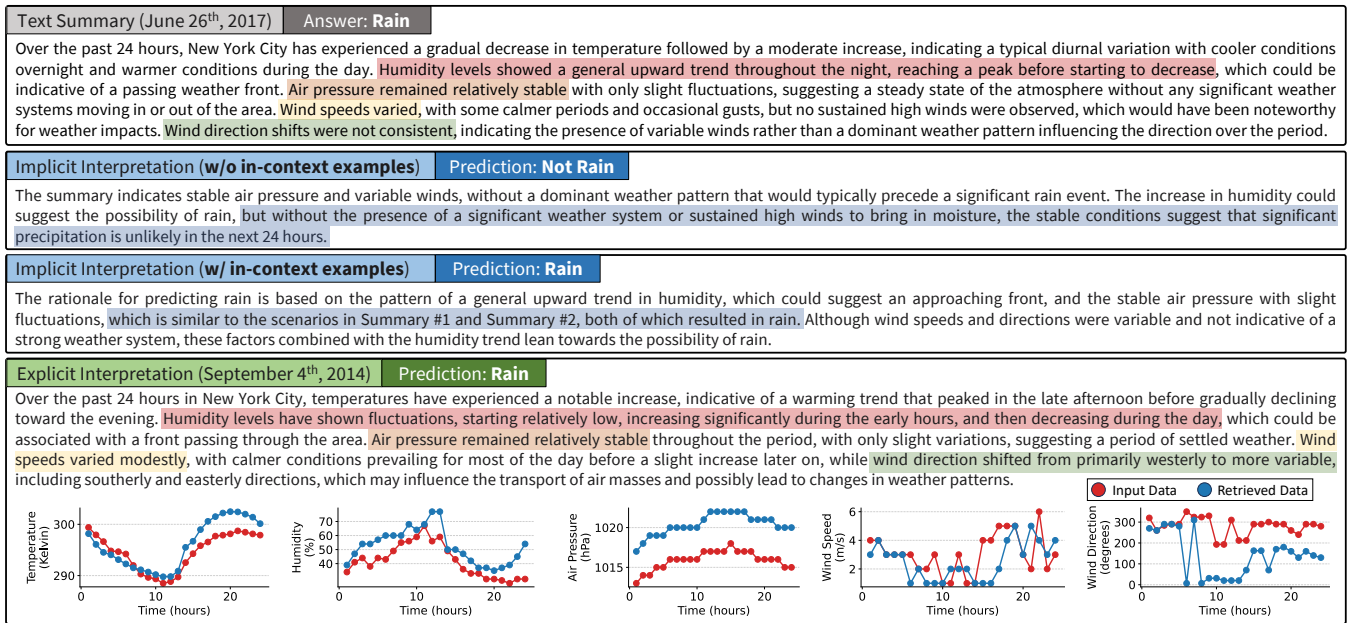 Text Summary (June 26th, 2017) Answer: Rain
Over the past 24 hours, New York City has experienced a gradual decrease in temperature followed by a moderate increase, indicating a typical diurnal variation with cooler conditions
overnight and warmer conditions during the day. Humidity levels showed a general upward trend throughout the night, reaching a peak before starting to decrease, which could be
indicative of a passing weather front. Air pressure remained relatively stable with only slight fluctuations, suggesting a steady state of the atmosphere without any significant weather
systems moving in or out of the area. Wind speeds varied, with some calmer periods and occasional gusts, but no sustained high winds were observed, which would have been noteworthy
for weather impacts. Wind direction shifts were not consistent, indicating the presence of variable winds rather than a dominant weather pattern influencing the direction over the period.
Implicit Interpretation (w/o in-context examples) Prediction: Not Rain
The summary indicates stable air pressure and variable winds, without a dominant weather pattern that would typically precede a significant rain event. The increase in humidity could
suggest the possibility of rain, but without the presence of a significant weather system or sustained high winds to bring in moisture, the stable conditions suggest that significant
precipitation is unlikely in the next 24 hours.
Implicit Interpretation (w/ in-context examples) Prediction: Rain
The rationale for predicting rain is based on the pattern of a general upward trend in humidity, which could suggest an approaching front, and the stable air pressure with slight
fluctuations, which is similar to the scenarios in Summary #1 and Summary #2, both of which resulted in rain. Although wind speeds and directions were variable and not indicative of a
strong weather system, these factors combined with the humidity trend lean towards the possibility of rain.
Explicit Interpretation (September 4th, 2014) Prediction: Rain
Over the past 24 hours in New York City, temperatures have experienced a notable increase, indicative of a warming trend that peaked in the late afternoon before gradually declining
toward the evening. Humidity levels have shown fluctuations, starting relatively low, increasing significantly during the early hours, and then decreasing during the day, which could be
associated with a front passing through the area. Air pressure remained relatively stable throughout the period, with only slight variations, suggesting a period of settled weather. Wind
speeds varied modestly, with calmer conditions prevailing for most of the day before a slight increase later on, while wind direction shifted from primarily westerly to more variable,
including southerly and easterly directions, which may influence the transport of air masses and possibly lead to changes in weather patterns.
Input Data Retrieved Data
Temperature
(Kelvin)
300
290
0 10 20
Time (hours)
Humidity
(%)
70
60
50
40
0 10 20
Time (hours)
Air Pressure
(hPa)
1020
1015
0 10 20
Time (hours)
Wind Speed
(m/s)
6
4
2
0 10 20
Time (hours)
Wind Direction
(degrees)
300
200
100
0
0 10 20
Time (hours)